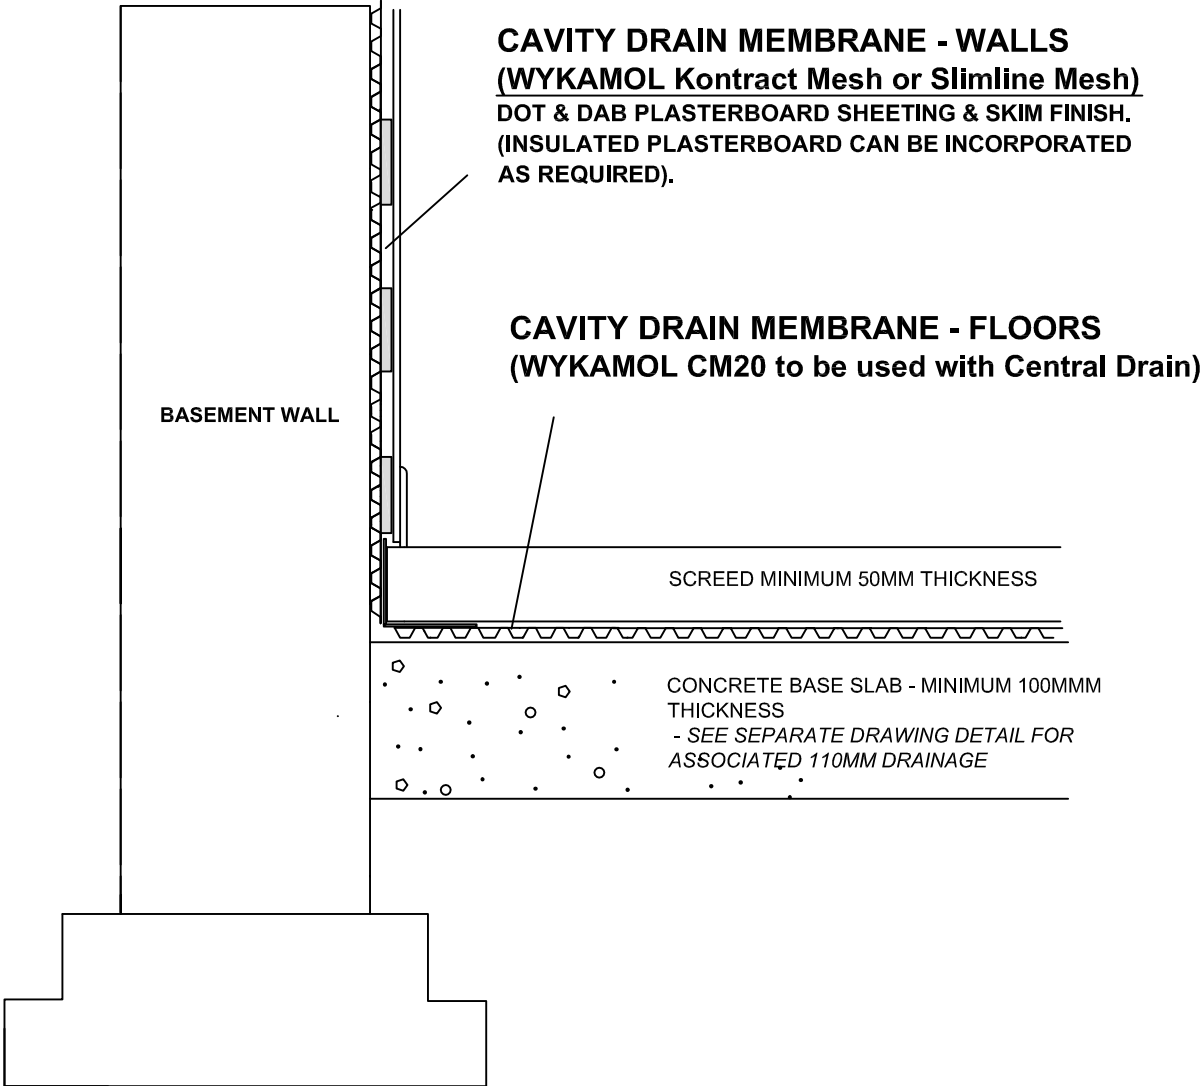 CAVITY DRAIN MEMBRANE - WALLS
(WYKAMOL Kontract Mesh or Slimline Mesh)
DOT & DAB PLASTERBOARD SHEETING & SKIM FINISH.
(INSULATED PLASTERBOARD CAN BE INCORPORATED
AS REQUIRED).
CAVITY DRAIN MEMBRANE - FLOORS
(WYKAMOL CM20 to be used with Central Drain)
BASEMENT WALL
SCREED MINIMUM 50MM THICKNESS
CONCRETE BASE SLAB - MINIMUM 100MMM
THICKNESS
- SEE SEPARATE DRAWING DETAIL FOR
ASSOCIATED 110MM DRAINAGE